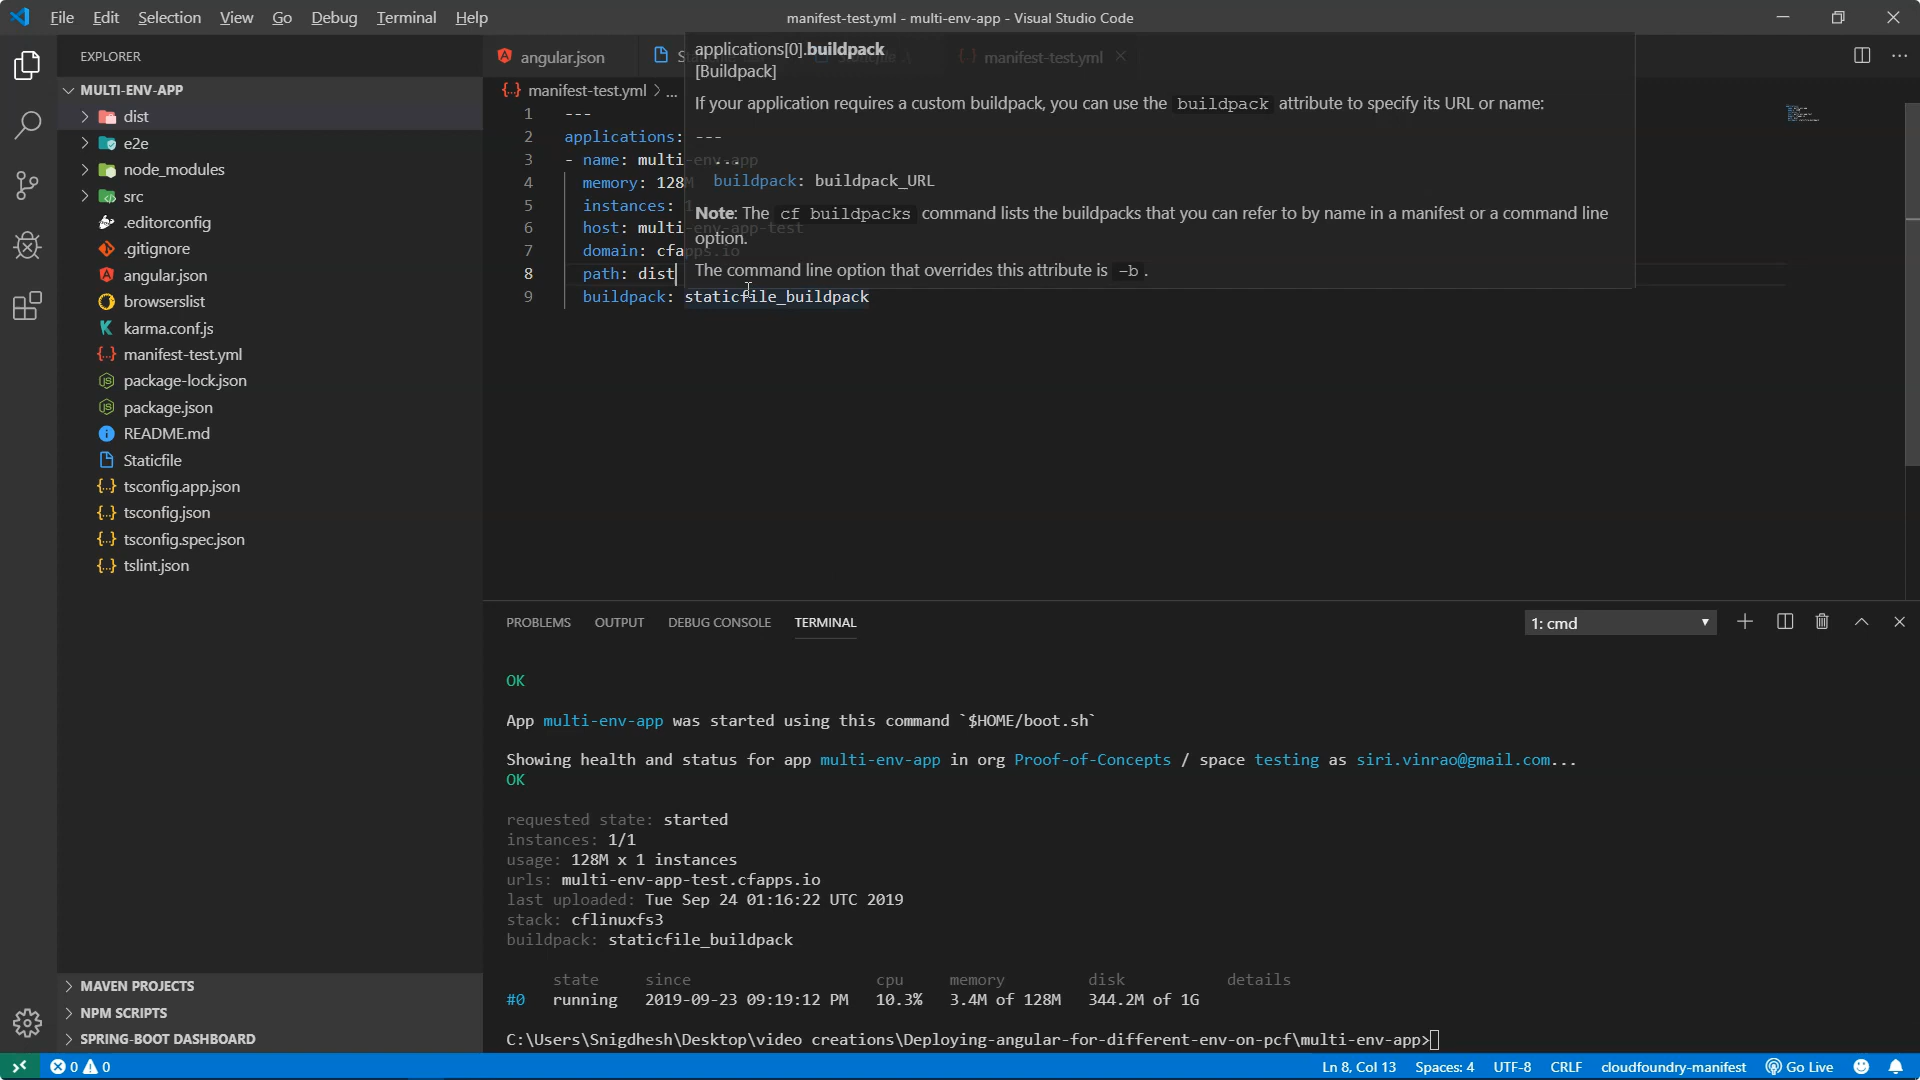 File Edit Selection View Go Debug Terminal Help
manifest-test.yml - multi-env-app - Visual Studio Code
EXPLORER
MULTI-ENV-APP
dist
e2e
node_modules
src
.editorconfig
.gitignore
angular.json
browserslist
karma.conf.js
manifest-test.yml
package-lock.json
package.json
README.md
Staticfile
tsconfig.app.json
tsconfig.json
tsconfig.spec.json
tslint.json
MAVEN PROJECTS
NPM SCRIPTS
SPRING-BOOT DASHBOARD
angular.json
manifest-test.yml
manifest-test.yml > ...
1 ---
2 applications:
3 - name: multi-env-app
4 memory: 128M
5 instances: 1
6 host: multi-env-app-test
7 domain: cfapps.io
8 path: dist
9 buildpack: staticfile_buildpack
applications[0].buildpack
[Buildpack]
If your application requires a custom buildpack, you can use the buildpack attribute to specify its URL or name:
---
...
buildpack: buildpack_URL
Note: The cf buildpacks command lists the buildpacks that you can refer to by name in a manifest or a command line
option.
The command line option that overrides this attribute is -b .
PROBLEMS OUTPUT DEBUG CONSOLE TERMINAL
1: cmd
OK
App multi-env-app was started using this command `$HOME/boot.sh`
Showing health and status for app multi-env-app in org Proof-of-Concepts / space testing as siri.vinrao@gmail.com...
OK
requested state: started
instances: 1/1
usage: 128M x 1 instances
urls: multi-env-app-test.cfapps.io
last uploaded: Tue Sep 24 01:16:22 UTC 2019
stack: cflinuxfs3
buildpack: staticfile_buildpack
state since cpu memory disk details
#0 running 2019-09-23 09:19:12 PM 10.3% 3.4M of 128M 344.2M of 1G
C:\Users\Snigdhesh\Desktop\video creations\Deploying-angular-for-different-env-on-pcf\multi-env-app>
0 0
Ln 8, Col 13 Spaces: 4 UTF-8 CRLF cloudfoundry-manifest Go Live